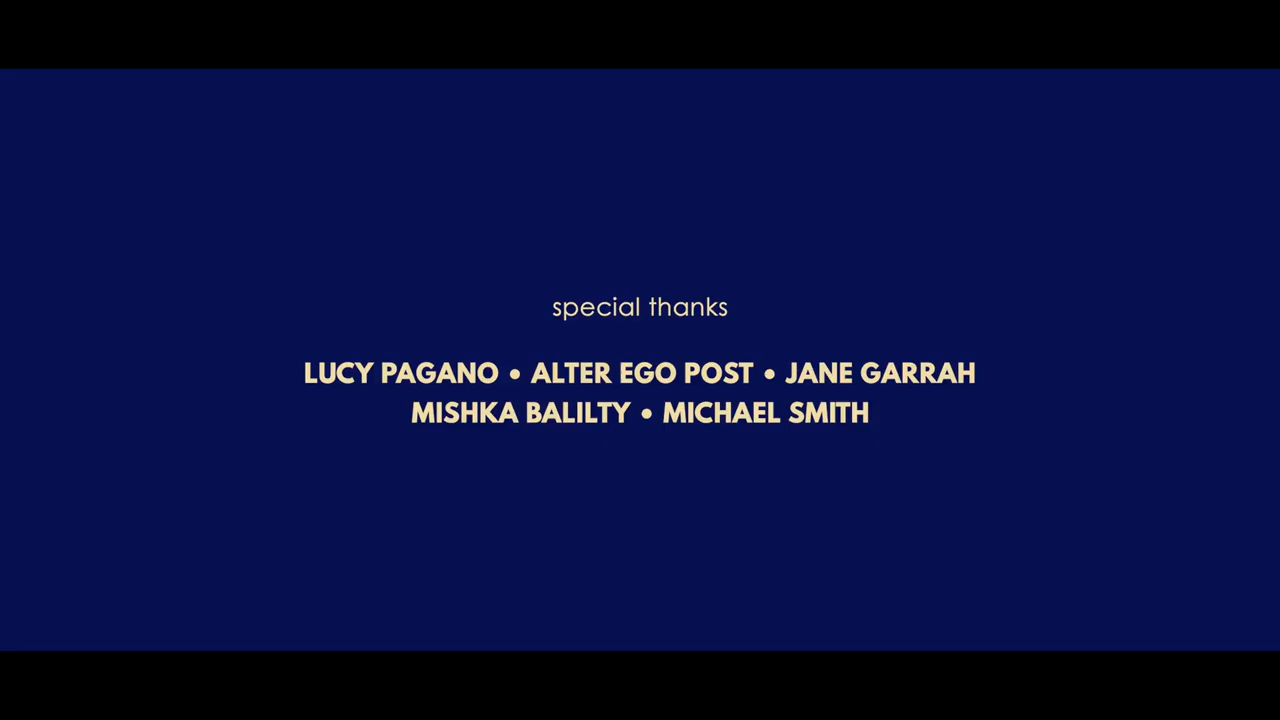 special thanks
LUCY PAGANO • ALTER EGO POST • JANE GARRAH
MISHKA BALILTY • MICHAEL SMITH